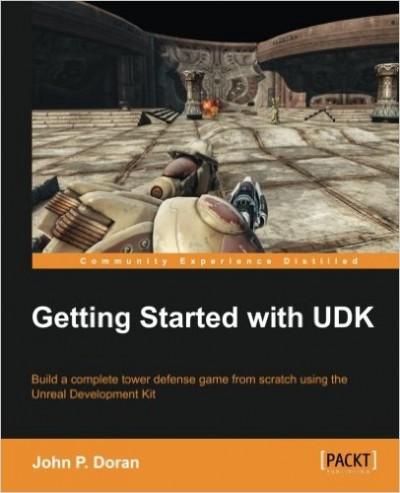 Community Experience Distilled
Getting Started with UDK
Build a complete tower defense game from scratch using the
Unreal Development Kit
John P. Doran
[PACKT]
PUBLISHING